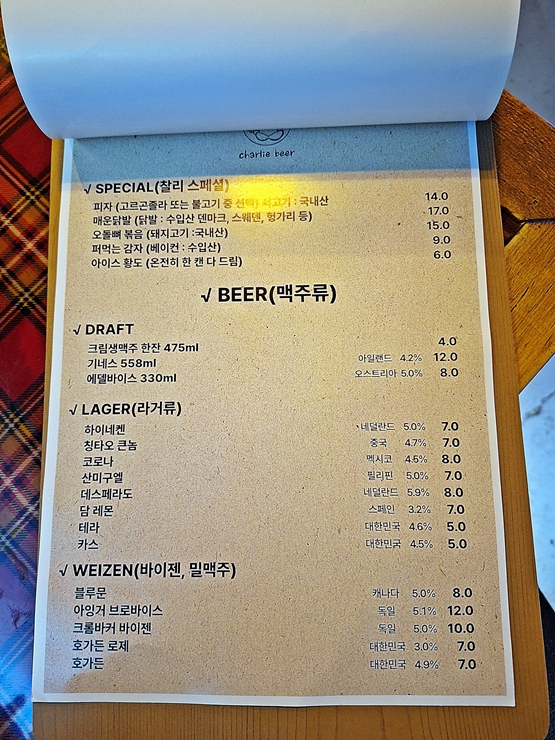 charlie beer
√ SPECIAL(찰리 스페셜)
피자 (고르곤졸라 또는 불고기 중 선택) 쇠고기 : 국내산 14.0
매운닭발 (닭발 : 수입산 덴마크, 스웨덴, 헝가리 등) 17.0
오돌뼈 볶음 (돼지고기 :국내산) 15.0
퍼먹는 감자 (베이컨 : 수입산) 9.0
아이스 황도 (온전히 한 캔 다 드림) 6.0
√ BEER(맥주류)
√ DRAFT
크림생맥주 한잔 475ml 4.0
기네스 558ml 아일랜드 4.2% 12.0
에델바이스 330ml 오스트리아 5.0% 8.0
√ LAGER(라거류)
하이네켄 네덜란드 5.0% 7.0
칭타오 큰놈 중국 4.7% 7.0
코로나 멕시코 4.5% 8.0
산미구엘 필리핀 5.0% 7.0
데스페라도 네덜란드 5.9% 8.0
담 레몬 스페인 3.2% 7.0
테라 대한민국 4.6% 5.0
카스 대한민국 4.5% 5.0
√ WEIZEN(바이젠, 밀맥주)
블루문 캐나다 5.0% 8.0
아잉거 브로바이스 독일 5.1% 12.0
크롬바커 바이젠 독일 5.0% 10.0
호가든 로제 대한민국 3.0% 7.0
호가든 대한민국 4.9% 7.0